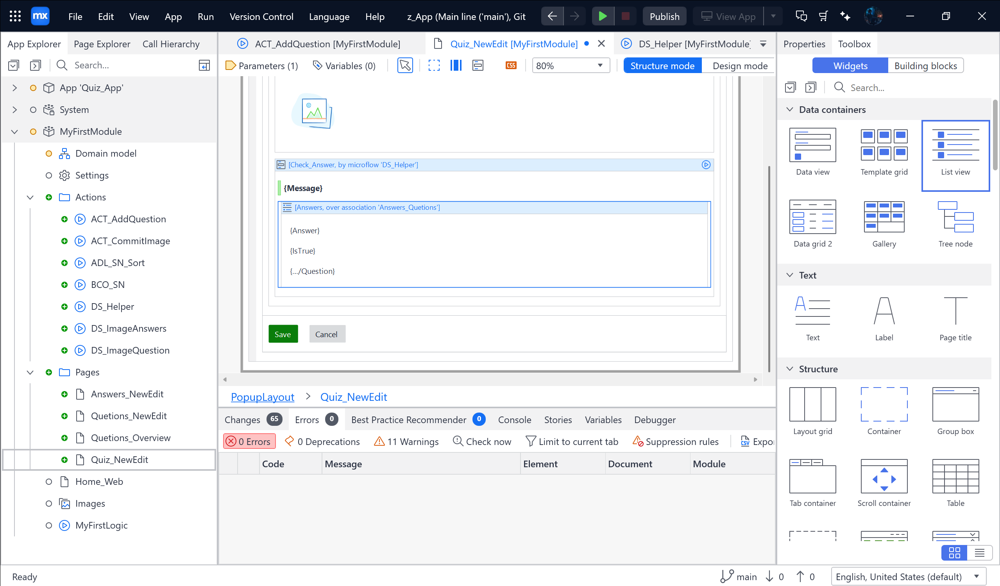 mx
File Edit View App Run Version Control Language Help z_App (Main line ('main'), Git Publish View App
App Explorer Page Explorer Call Hierarchy
Search...
App 'Quiz_App'
System
MyFirstModule
Domain model
Settings
Actions
ACT_AddQuestion
ACT_CommitImage
ADL_SN_Sort
BCO_SN
DS_Helper
DS_ImageAnswers
DS_ImageQuestion
Pages
Answers_NewEdit
Quetions_NewEdit
Quetions_Overview
Quiz_NewEdit
Home_Web
Images
MyFirstLogic
ACT_AddQuestion [MyFirstModule] Quiz_NewEdit [MyFirstModule] DS_Helper [MyFirstModule]
Parameters (1) Variables (0) CSS 80% Structure mode Design mode
[Check_Answer, by microflow 'DS_Helper']
{Message}
[Answers, over association 'Answers_Quetions']
{Answer}
{IsTrue}
{.../Question}
Save Cancel
PopupLayout > Quiz_NewEdit
Changes 65 Errors 0 Best Practice Recommender 0 Console Stories Variables Debugger
0 Errors 0 Deprecations 11 Warnings Check now Limit to current tab Suppression rules CSV Expor
Code Message Element Document Module
Properties Toolbox
Widgets Building blocks
Search...
Data containers
Data view Template grid List view
Data grid 2 Gallery Tree node
Text
Text Label Page title
Structure
Layout grid Container Group box
Tab container Scroll container Table
Ready main 0 0 English, United States (default)